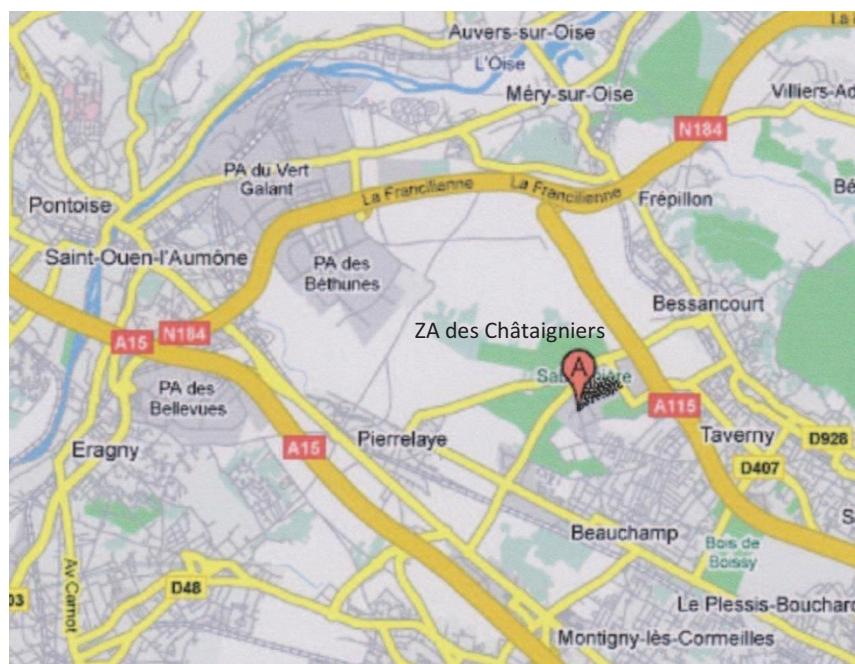 Auvers-sur-Oise
L'Oise
Méry-sur-Oise
Villiers-Ad
N184
PA du Vert
Galant
La Francilienne
La Francilienne
Frépillon
Bé
Pontoise
Saint-Ouen-l'Aumône
PA des
Béthunes
Bessancourt
A15
N184
ZA des Châtaigniers
A
PA des
Bellevues
A115
Taverny
D928
Eragny
A15
Pierrelaye
D407
Beauchamp
Bois de
Boissy
S
Av Carnot
D48
03
Le Plessis-Bouchard
Montigny-lès-Cormeilles